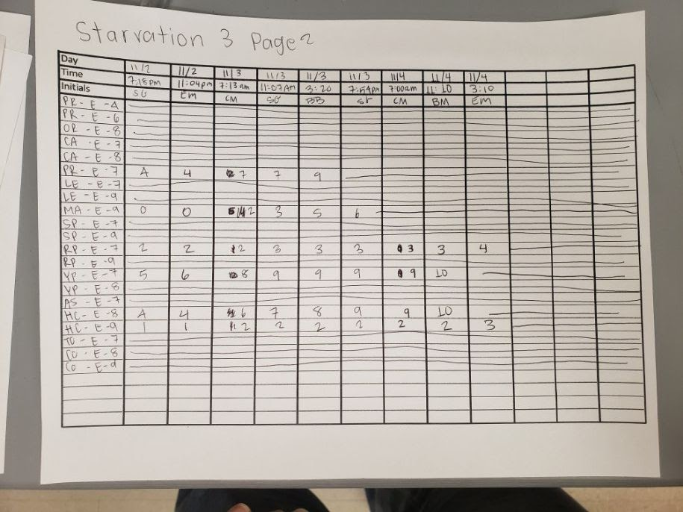 Starvation 3 Page 2
Day 11/2 11/2 11/3 11/3 11/3 11/3 11/4 11/4 11/4
Time 7:15pm 11:04pm 7:13am 11:07AM 3:20 7:54pm 7:00am 11:10 3:10
Initials SG EM CM SG BB CM BM EM
PR-E-4
PR-E-6
OR-E-8
CA-E-7
CA-E-8
PR-E-7 4 4 7 7 9
LE-E-7
LE-E-9
MA-E-9 0 0 2 3 5 6
SP-E-7
SP-E-9
RP-E-7 2 2 2 3 3 3 3 3 4
RP-E-9
YP-E-7 5 6 8 9 9 9 9 10
YP-E-8
AS-E-7
HC-E-8 4 4 6 7 8 9 9 10
HC-E-9 1 1 2 2 2 2 2 2 3
TO-E-7
TO-E-8
CO-E-9